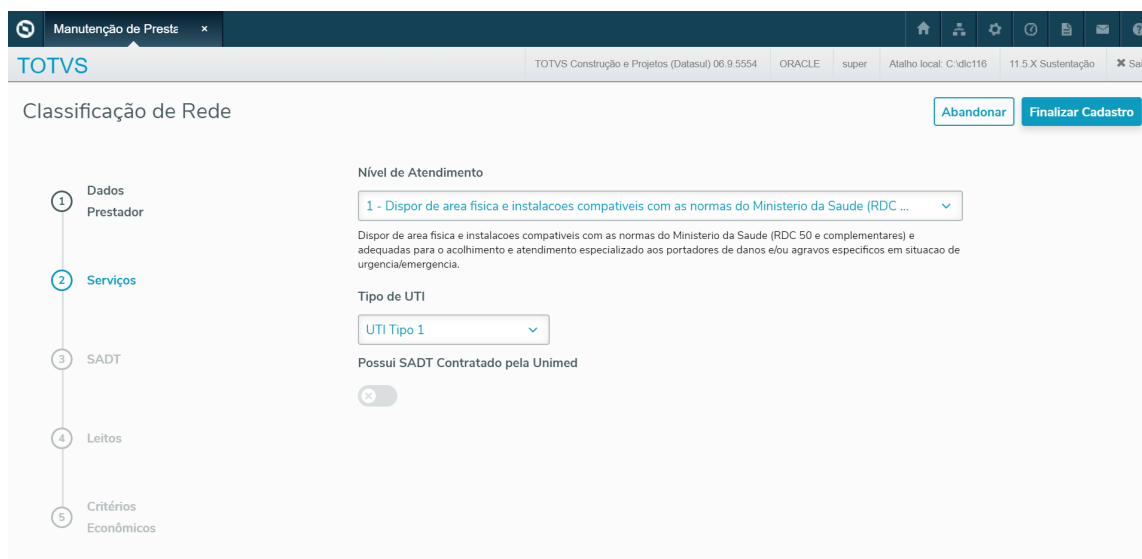 Manutenção de Presta ×
TOTVS
TOTVS Construção e Projetos (Datasul) 06.9.5554 ORACLE super Atalho local: C:\dlc116 11.5.X Sustentação ✖ Sai
Classificação de Rede
Abandonar Finalizar Cadastro
1 Dados Prestador
2 Serviços
3 SADT
4 Leitos
5 Critérios Econômicos
Nível de Atendimento
1 - Dispor de area fisica e instalacoes compativeis com as normas do Ministerio da Saude (RDC ...
Dispor de area fisica e instalacoes compativeis com as normas do Ministerio da Saude (RDC 50 e complementares) e
adequadas para o acolhimento e atendimento especializado aos portadores de danos e/ou agravos especificos em situacao de
urgencia/emergencia.
Tipo de UTI
UTI Tipo 1
Possui SADT Contratado pela Unimed